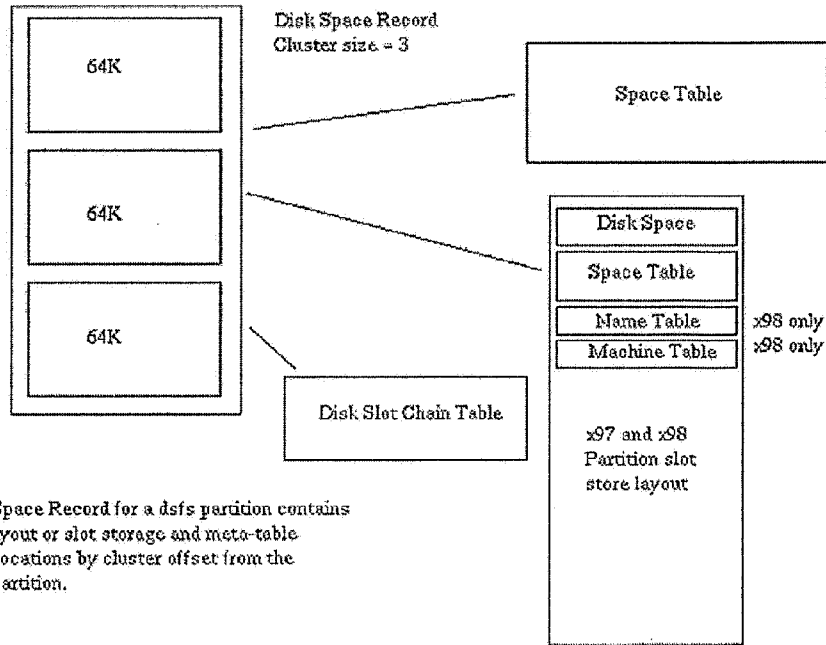 Disk Space Record
Cluster size = 3
64K
64K
64K
Space Table
Disk Space
Space Table
Name Table
x98 only
Machine Table
x98 only
Disk Slot Chain Table
x97 and x98
Partition slot
store layout
Space Record for a dsfs partition contains
yout or slot storage and meta-table
ocations by cluster offset from the
artition.